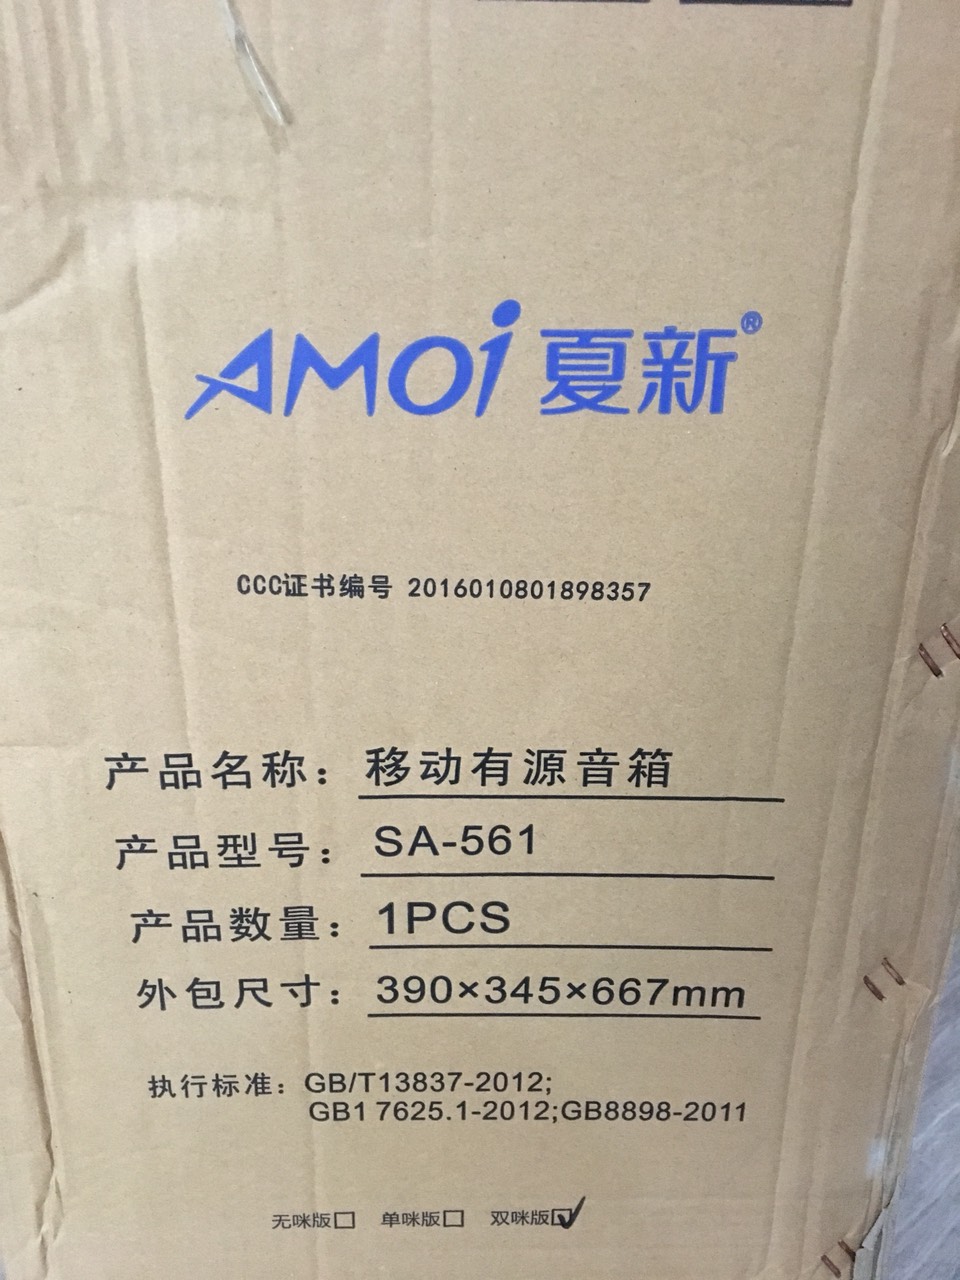 AMOi 夏新®
CCC证书编号 2016010801898357
产品名称：移动有源音箱
产品型号：SA-561
产品数量：1PCS
外包尺寸：390×345×667mm
执行标准：GB/T13837-2012;
GB17625.1-2012;GB8898-2011
无咪版□ 单咪版□ 双咪版☑